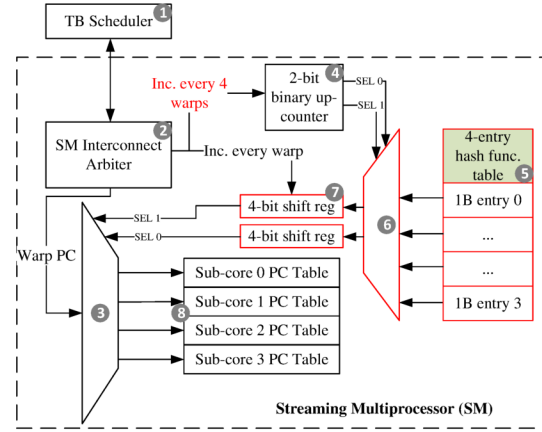 TB Scheduler
1
Inc. every 4
warps
2-bit
binary up-
counter
4
SEL 0
SEL 1
2
SM Interconnect
Arbiter
Inc. every warp
4-entry
hash func.
table
5
7
4-bit shift reg
4-bit shift reg
SEL 1
SEL 0
6
1B entry 0
...
...
1B entry 3
Warp PC
3
8
Sub-core 0 PC Table
Sub-core 1 PC Table
Sub-core 2 PC Table
Sub-core 3 PC Table
Streaming Multiprocessor (SM)